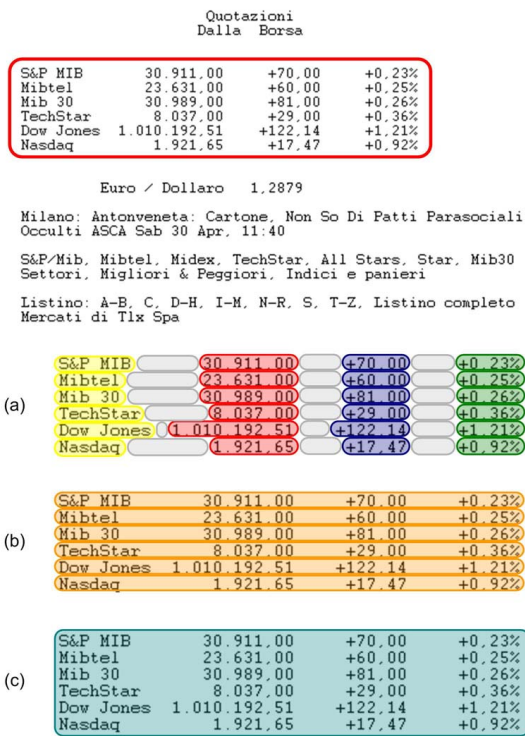 Quotazioni
Dalla Borsa
S&P MIB 30.911,00 +70,00 +0,23%
Mibtel 23.631,00 +60,00 +0,25%
Mib 30 30.989,00 +81,00 +0,26%
TechStar 8.037,00 +29,00 +0,36%
Dow Jones 1.010.192,51 +122,14 +1,21%
Nasdaq 1.921,65 +17,47 +0,92%
Euro / Dollaro 1,2879
Milano: Antonveneta: Cartone, Non So Di Patti Parasociali
Occulti ASCA Sab 30 Apr, 11:40
S&P/Mib, Mibtel, Midex, TechStar, All Stars, Star, Mib30
Settori, Migliori & Peggiori, Indici e panieri
Listino: A-B, C, D-H, I-M, N-R, S, T-Z, Listino completo
Mercati di Tlx Spa
(a)
S&P MIB 30.911,00 +70,00 +0,23%
Mibtel 23.631,00 +60,00 +0,25%
Mib 30 30.989,00 +81,00 +0,26%
TechStar 8.037,00 +29,00 +0,36%
Dow Jones 1.010.192,51 +122,14 +1,21%
Nasdaq 1.921,65 +17,47 +0,92%
(b)
S&P MIB 30.911,00 +70,00 +0,23%
Mibtel 23.631,00 +60,00 +0,25%
Mib 30 30.989,00 +81,00 +0,26%
TechStar 8.037,00 +29,00 +0,36%
Dow Jones 1.010.192,51 +122,14 +1,21%
Nasdaq 1.921,65 +17,47 +0,92%
(c)
S&P MIB 30.911,00 +70,00 +0,23%
Mibtel 23.631,00 +60,00 +0,25%
Mib 30 30.989,00 +81,00 +0,26%
TechStar 8.037,00 +29,00 +0,36%
Dow Jones 1.010.192,51 +122,14 +1,21%
Nasdaq 1.921,65 +17,47 +0,92%